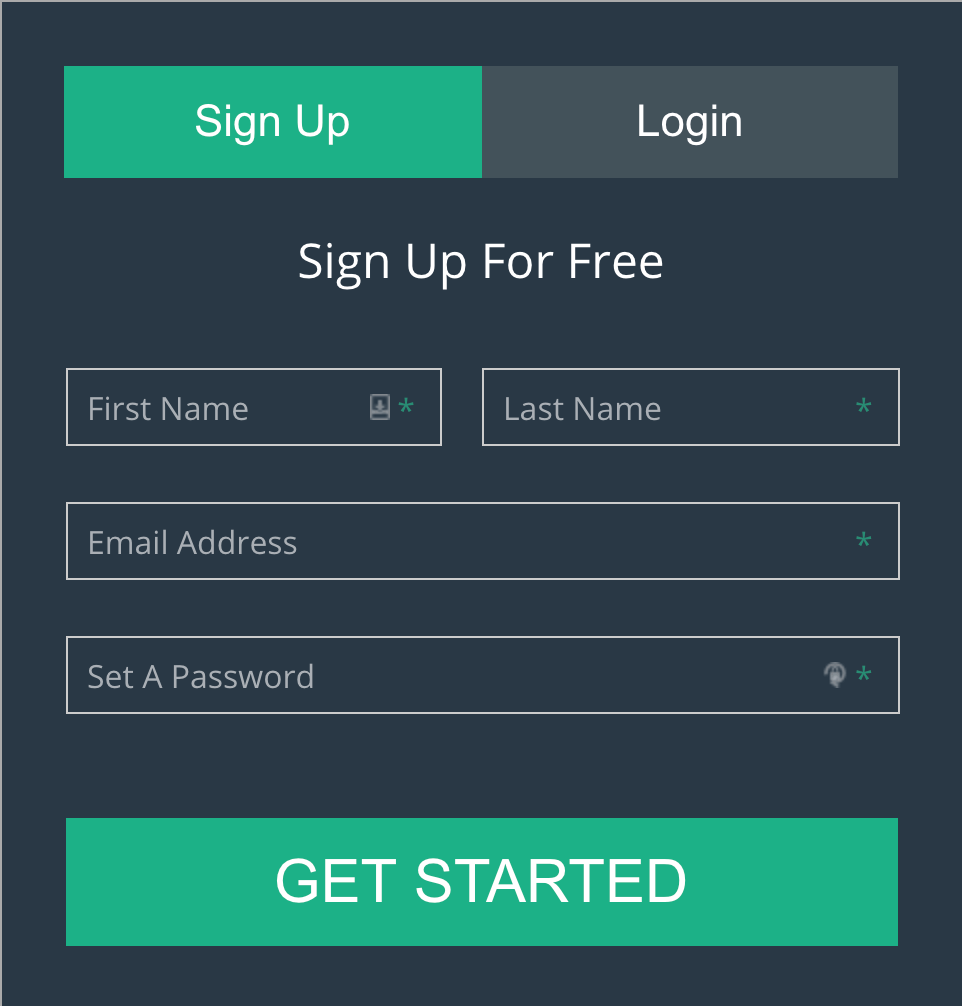 Sign Up Login
Sign Up For Free
First Name * Last Name *
Email Address *
Set A Password *
GET STARTED